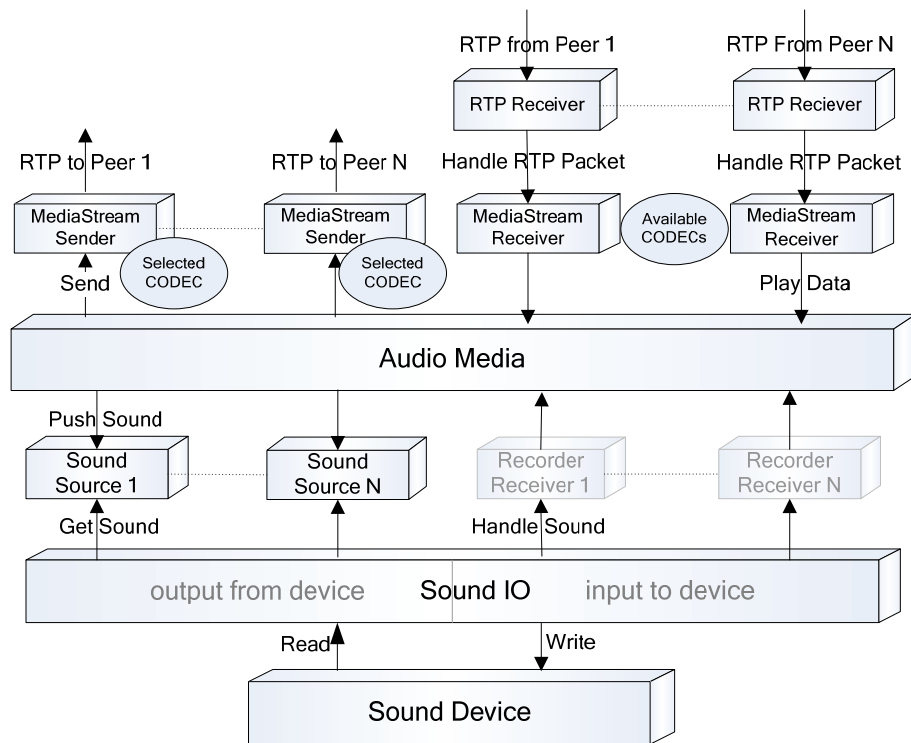 RTP from Peer 1
RTP From Peer N
RTP Receiver
RTP Reciever
RTP to Peer 1
RTP to Peer N
Handle RTP Packet
Handle RTP Packet
MediaStream
Sender
MediaStream
Sender
MediaStream
Receiver
Available
CODECs
MediaStream
Receiver
Selected
CODEC
Selected
CODEC
Send
Play Data
Audio Media
Push Sound
Sound
Source 1
Sound
Source N
Recorder
Receiver 1
Recorder
Receiver N
Get Sound
Handle Sound
output from device
Sound IO
input to device
Read
Write
Sound Device